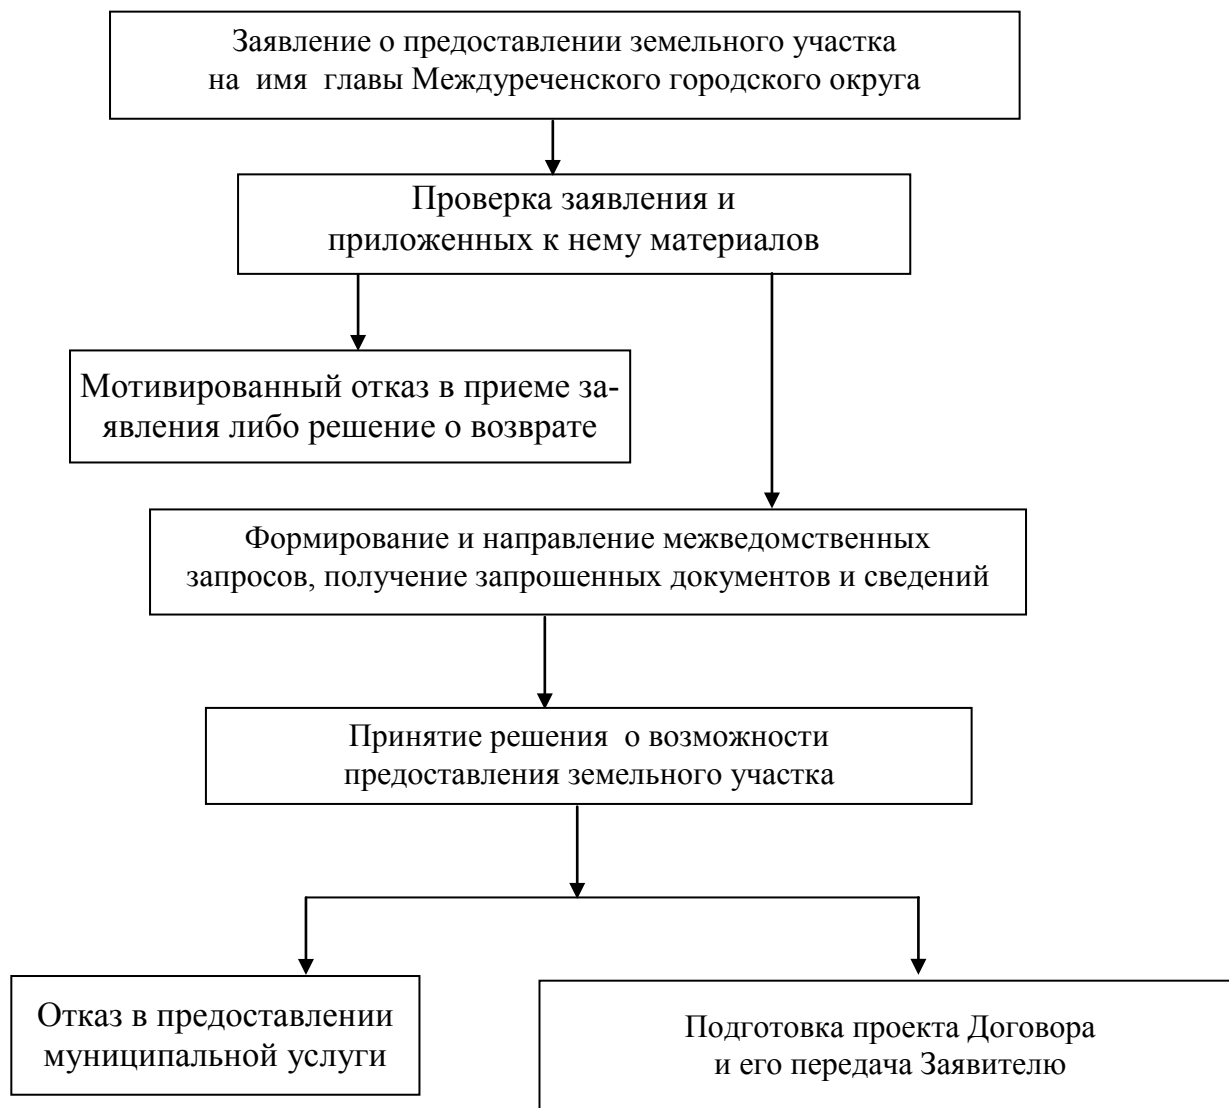 Заявление о предоставлении земельного участка
на имя главы Междуреченского городского округа
Проверка заявления и
приложенных к нему материалов
Мотивированный отказ в приеме за-
явления либо решение о возврате
Формирование и направление межведомственных
запросов, получение запрошенных документов и сведений
Принятие решения о возможности
предоставления земельного участка
Отказ в предоставлении
муниципальной услуги
Подготовка проекта Договора
и его передача Заявителю